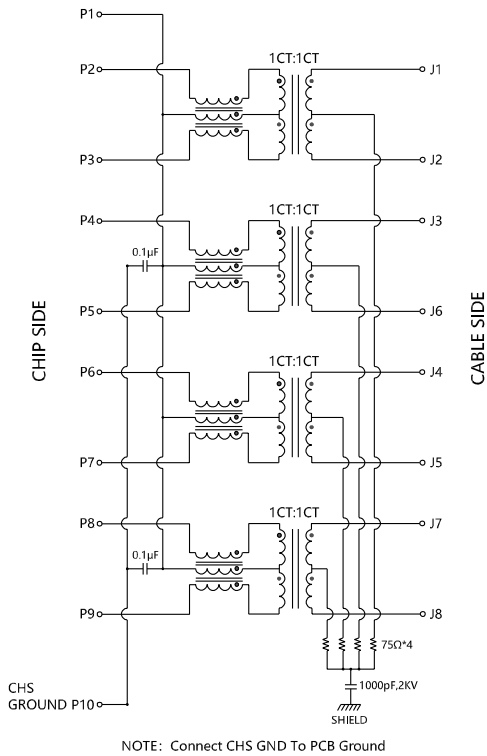 P1
1CT:1CT
P2
J1
P3
J2
1CT:1CT
P4
J3
0.1μF
P5
J6
CHIP SIDE
CABLE SIDE
1CT:1CT
P6
J4
P7
J5
1CT:1CT
P8
J7
0.1μF
P9
J8
75Ω*4
CHS
GROUND P10
1000pF,2KV
SHIELD
NOTE: Connect CHS GND To PCB Ground